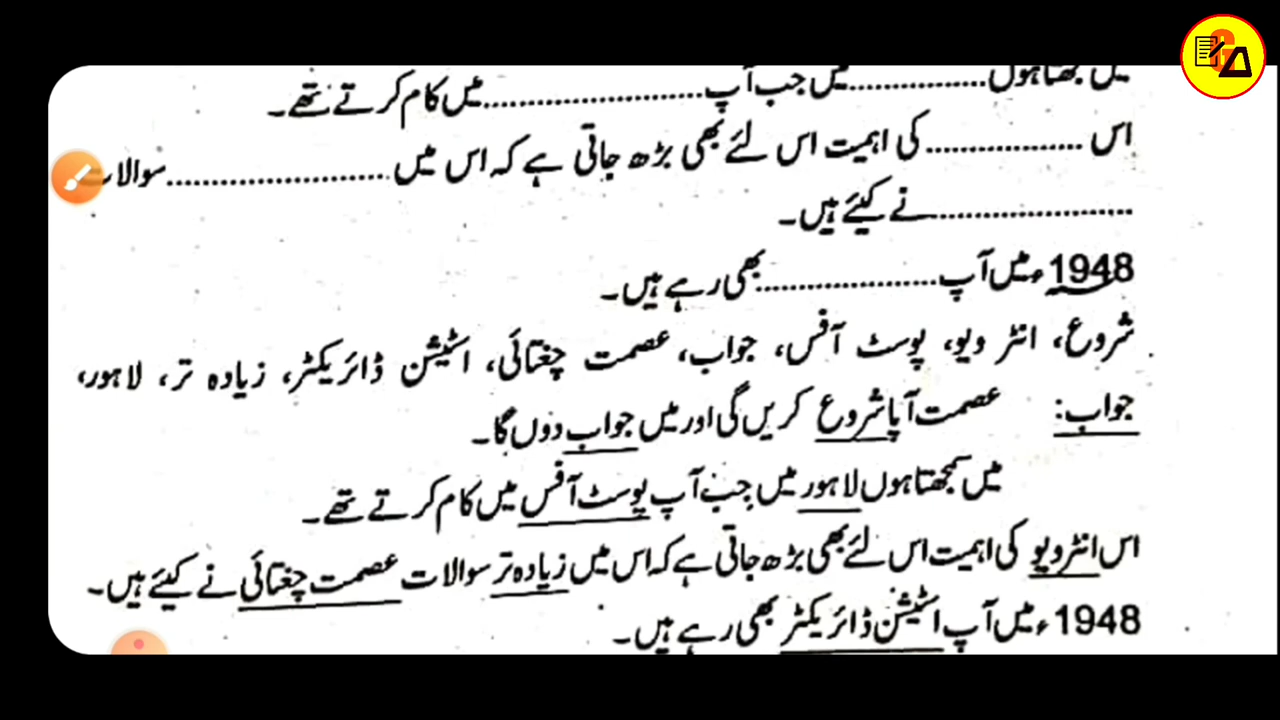 میں سمجھتا ہوں...............میں جب آپ........................میں کام کرتے تھے۔
اس .................کی اہمیت اس لئے بھی بڑھ جاتی ہے کہ اس میں ........................سوالات
.....................نے کیئے ہیں۔
1948ء میں آپ...................بھی رہے ہیں۔
شروع، انٹر ویو، پوسٹ آفس، جواب، عصمت چغتائی، اسٹیشن ڈائریکٹر، زیادہ تر، لاہور،
جواب: عصمت آپا شروع کریں گی اور میں جواب دوں گا۔
میں سمجھتا ہوں لاہور میں جب آپ پوسٹ آفس میں کام کرتے تھے۔
اس انٹرویو کی اہمیت اس لئے بھی بڑھ جاتی ہے کہ اس میں زیادہ تر سوالات عصمت چغتائی نے کیئے ہیں۔
1948ء میں آپ اسٹیشن ڈائریکٹر بھی رہے ہیں۔